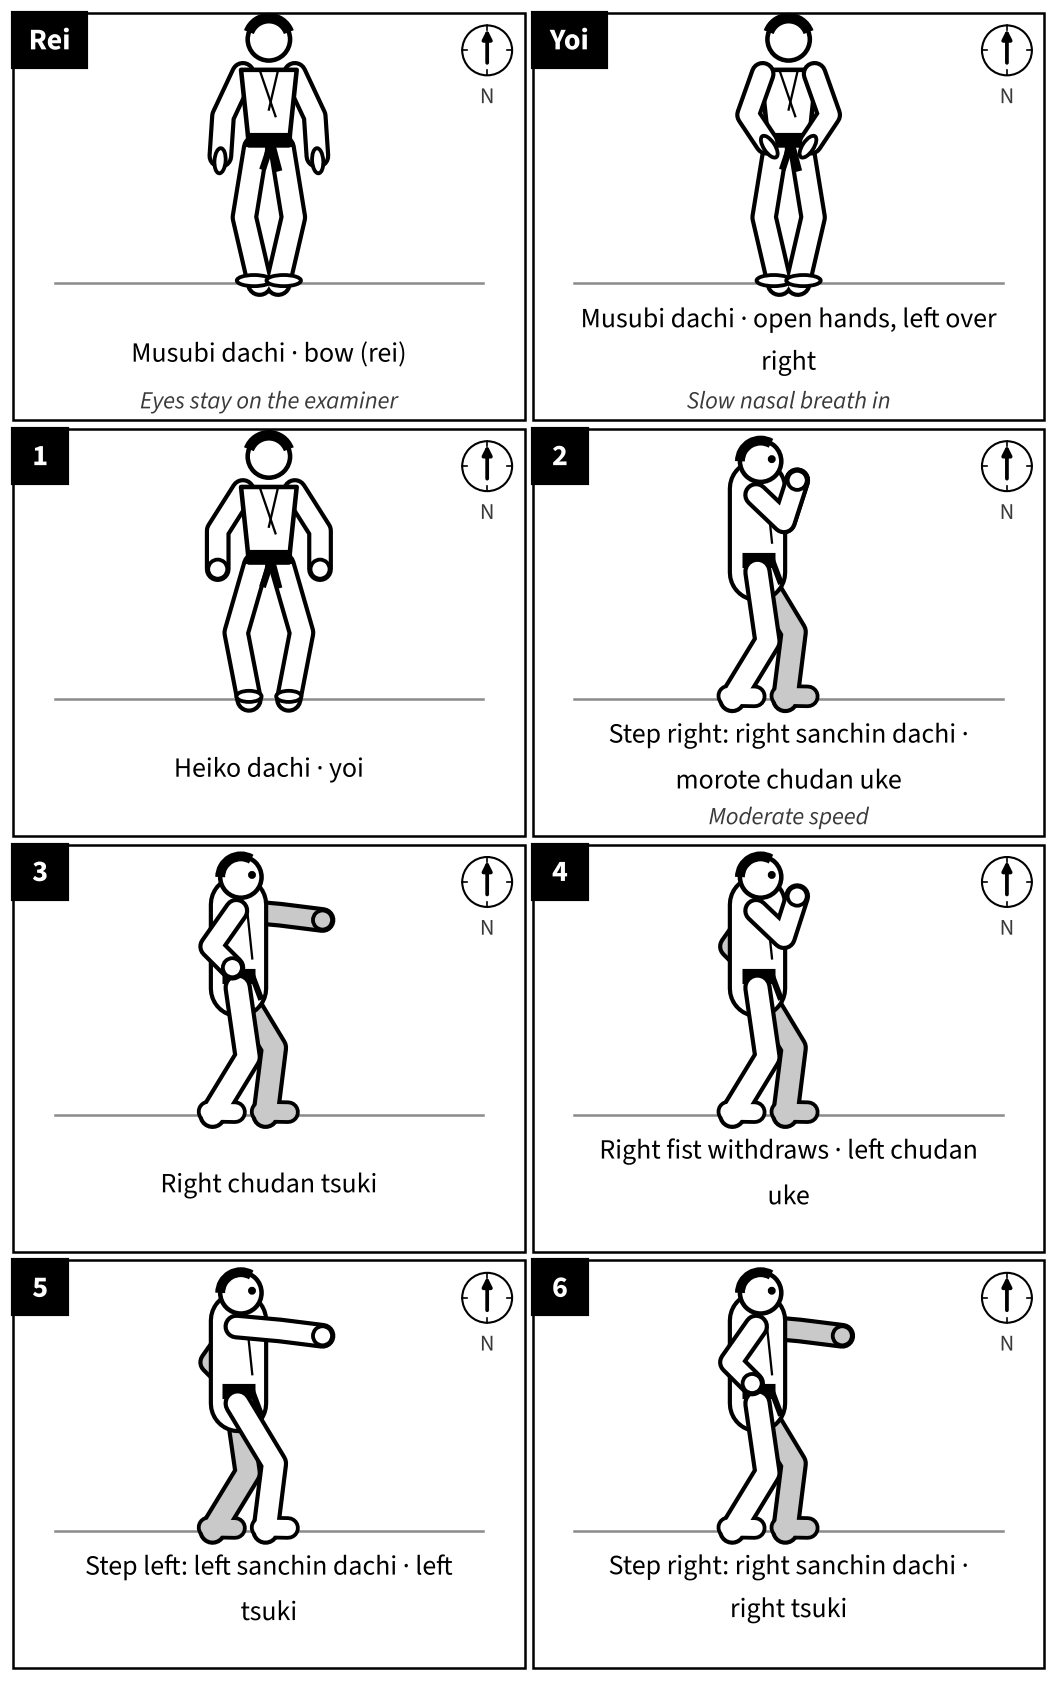 Rei
N
Musubi dachi · bow (rei)
Eyes stay on the examiner
Yoi
N
Musubi dachi · open hands, left over
right
Slow nasal breath in
1
N
Heiko dachi · yoi
2
N
Step right: right sanchin dachi ·
morote chudan uke
Moderate speed
3
N
Right chudan tsuki
4
N
Right fist withdraws · left chudan
uke
5
N
Step left: left sanchin dachi · left
tsuki
6
N
Step right: right sanchin dachi ·
right tsuki